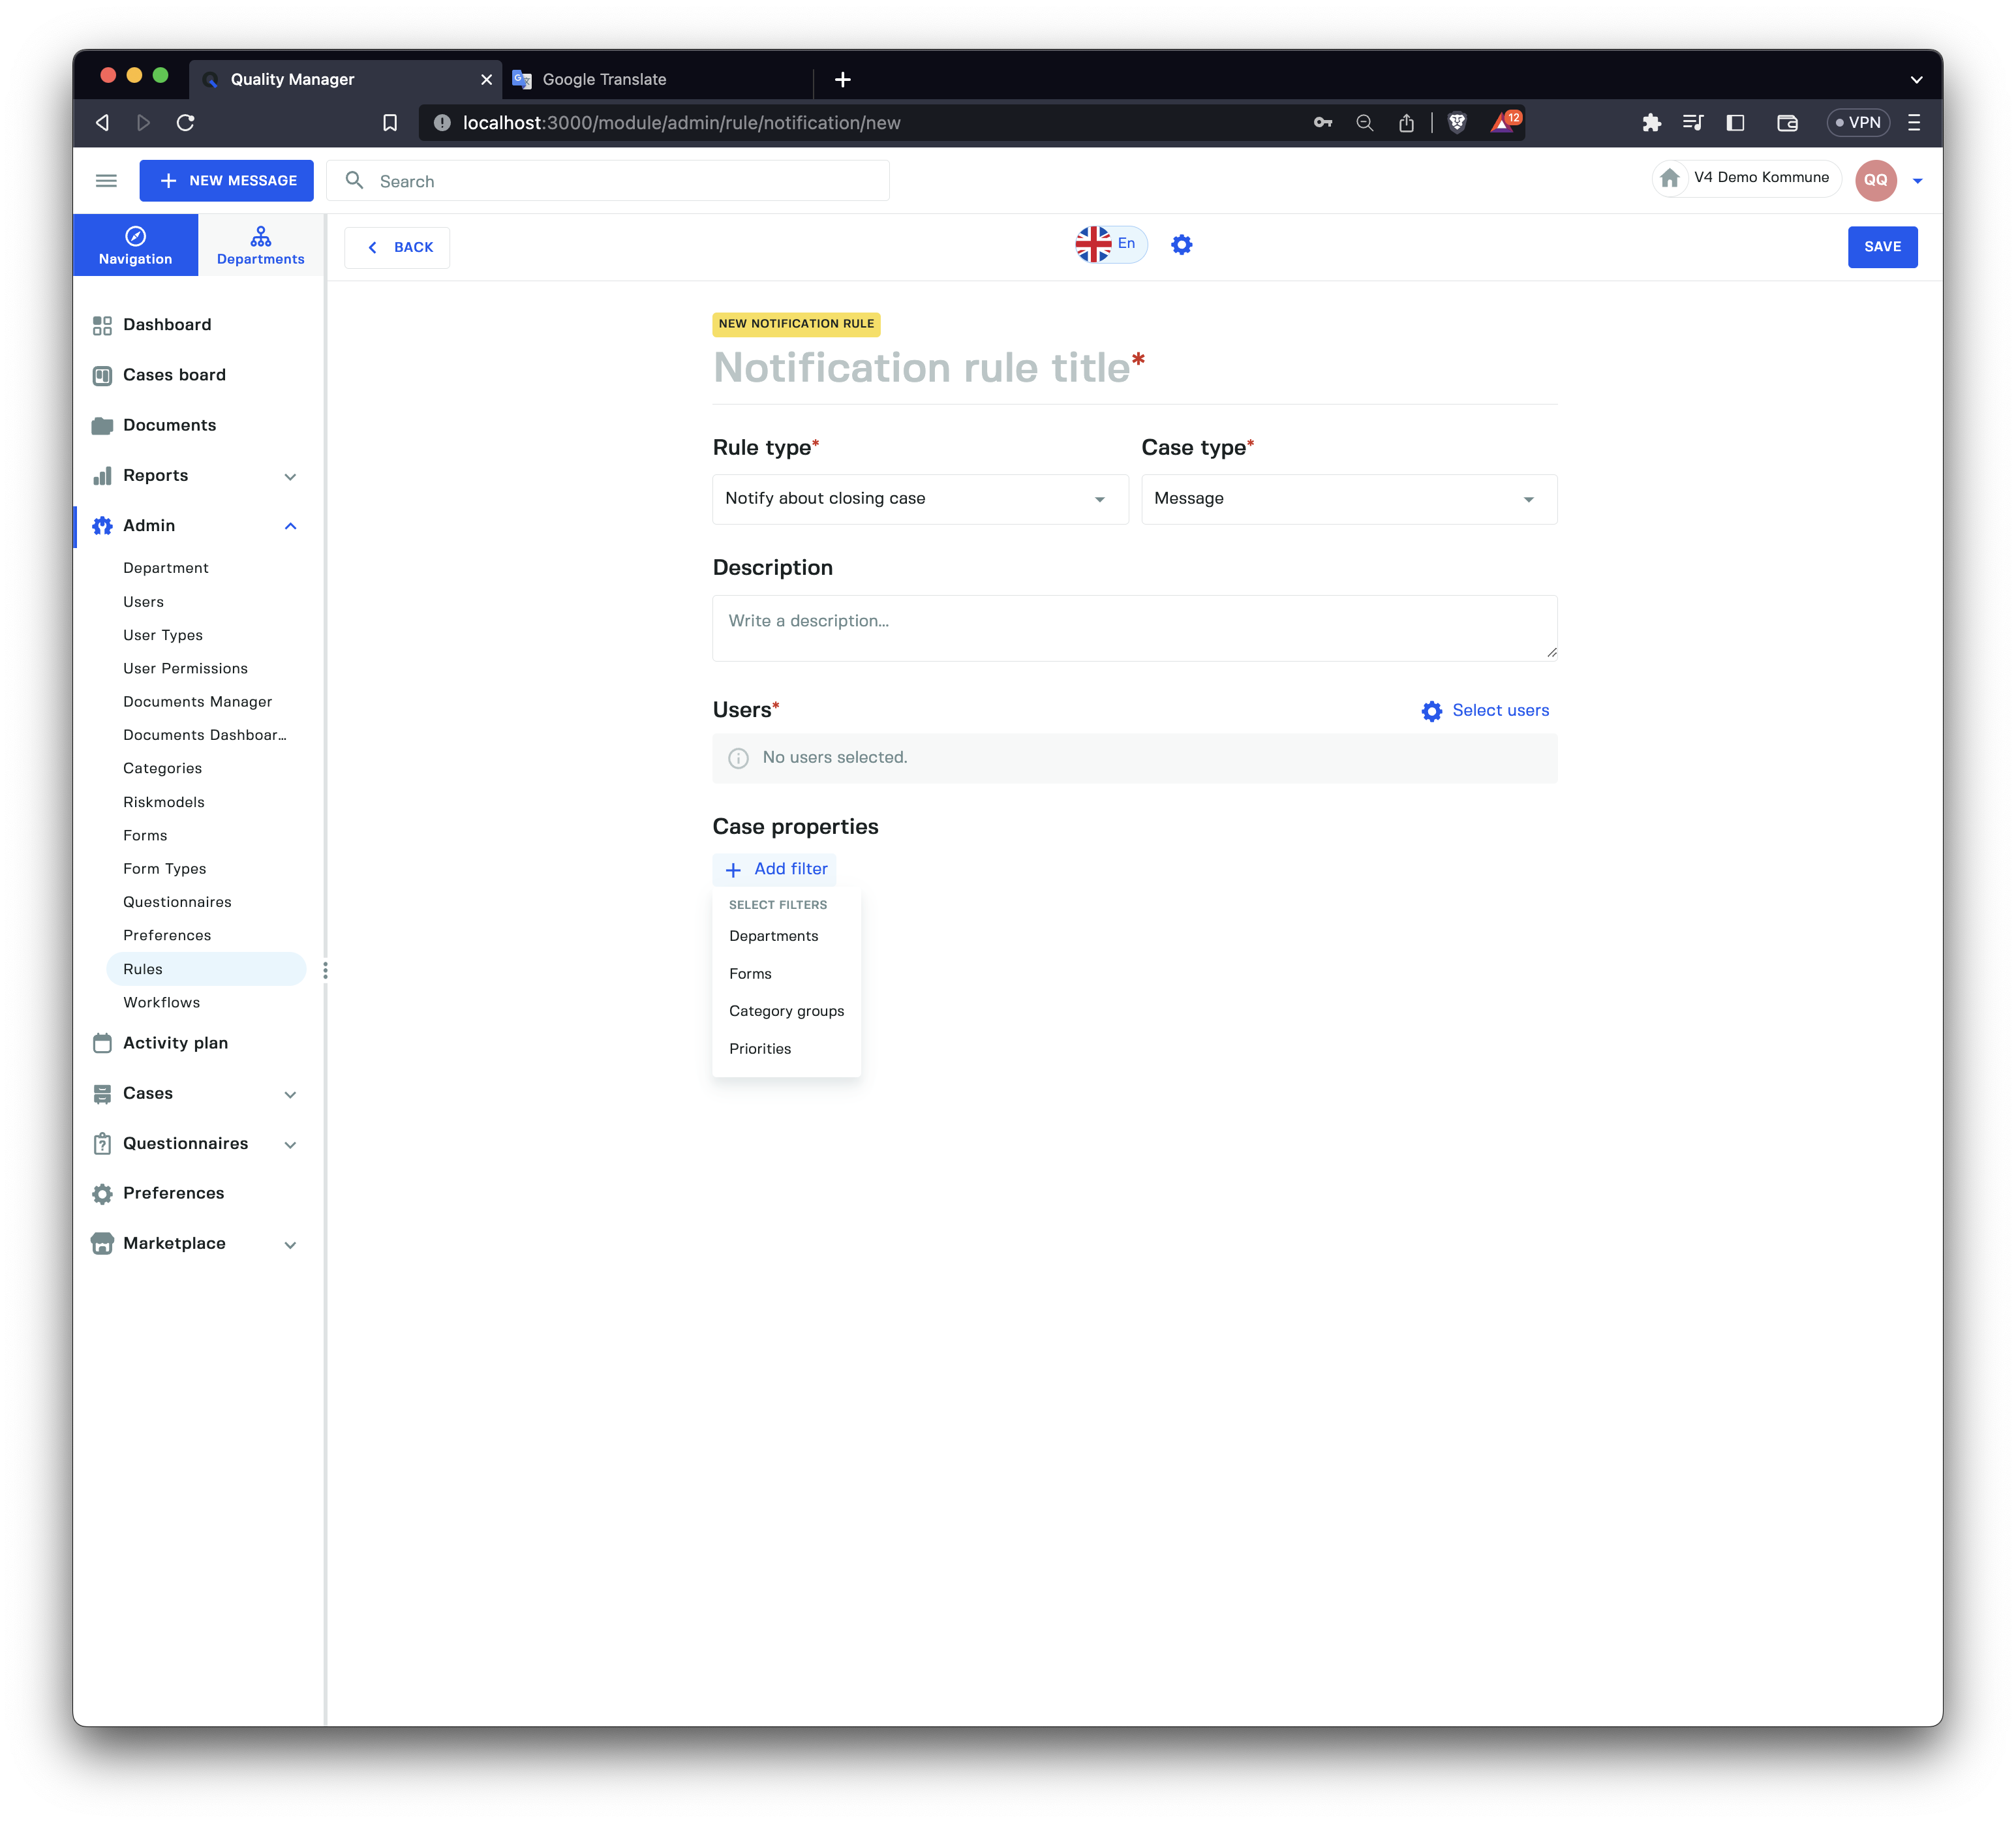 Quality Manager
Google Translate
localhost:3000/module/admin/rule/notification/new
12
VPN
NEW MESSAGE
Search
V4 Demo Kommune
QQ
Navigation
Departments
BACK
En
SAVE
Dashboard
Cases board
Documents
Reports
Admin
Department
Users
User Types
User Permissions
Documents Manager
Documents Dashboar...
Categories
Riskmodels
Forms
Form Types
Questionnaires
Preferences
Rules
Workflows
Activity plan
Cases
Questionnaires
Preferences
Marketplace
NEW NOTIFICATION RULE
Notification rule title*
Rule type*
Case type*
Notify about closing case
Message
Description
Write a description...
Users*
Select users
No users selected.
Case properties
Add filter
SELECT FILTERS
Departments
Forms
Category groups
Priorities